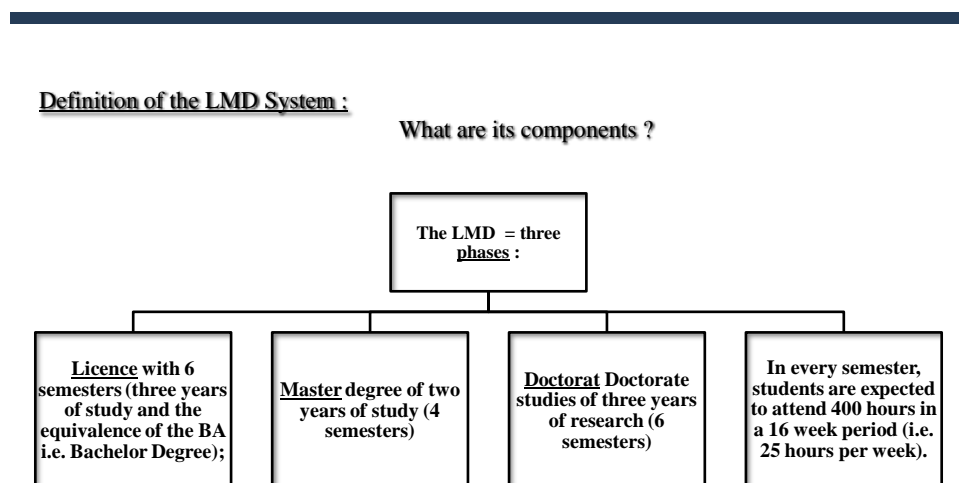 Definition of the LMD System :
What are its components ?
The LMD = three
phases :
Licence with 6
semesters (three years
of study and the
equivalence of the BA
i.e. Bachelor Degree);
Master degree of two
years of study (4
semesters)
Doctorat Doctorate
studies of three years
of research (6
semesters)
In every semester,
students are expected
to attend 400 hours in
a 16 week period (i.e.
25 hours per week).